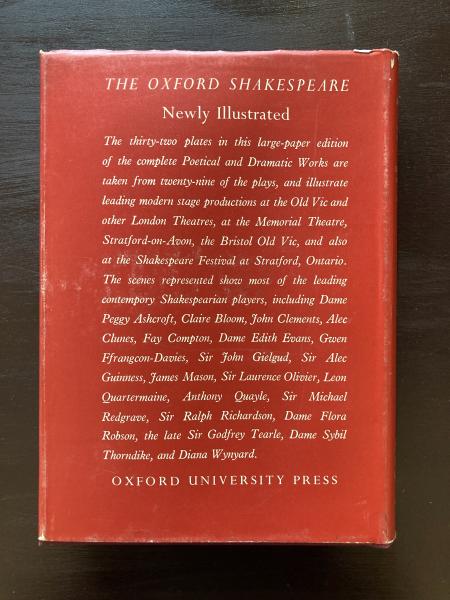 THE OXFORD SHAKESPEARE
Newly Illustrated
The thirty-two plates in this large-paper edition
of the complete Poetical and Dramatic Works are
taken from twenty-nine of the plays, and illustrate
leading modern stage productions at the Old Vic and
other London Theatres, at the Memorial Theatre,
Stratford-on-Avon, the Bristol Old Vic, and also
at the Shakespeare Festival at Stratford, Ontario.
The scenes represented show most of the leading
contempory Shakespearian players, including Dame
Peggy Ashcroft, Claire Bloom, John Clements, Alec
Clunes, Fay Compton, Dame Edith Evans, Gwen
Ffrangcon-Davies, Sir John Gielgud, Sir Alec
Guinness, James Mason, Sir Laurence Olivier, Leon
Quartermaine, Anthony Quayle, Sir Michael
Redgrave, Sir Ralph Richardson, Dame Flora
Robson, the late Sir Godfrey Tearle, Dame Sybil
Thorndike, and Diana Wynyard.
OXFORD UNIVERSITY PRESS